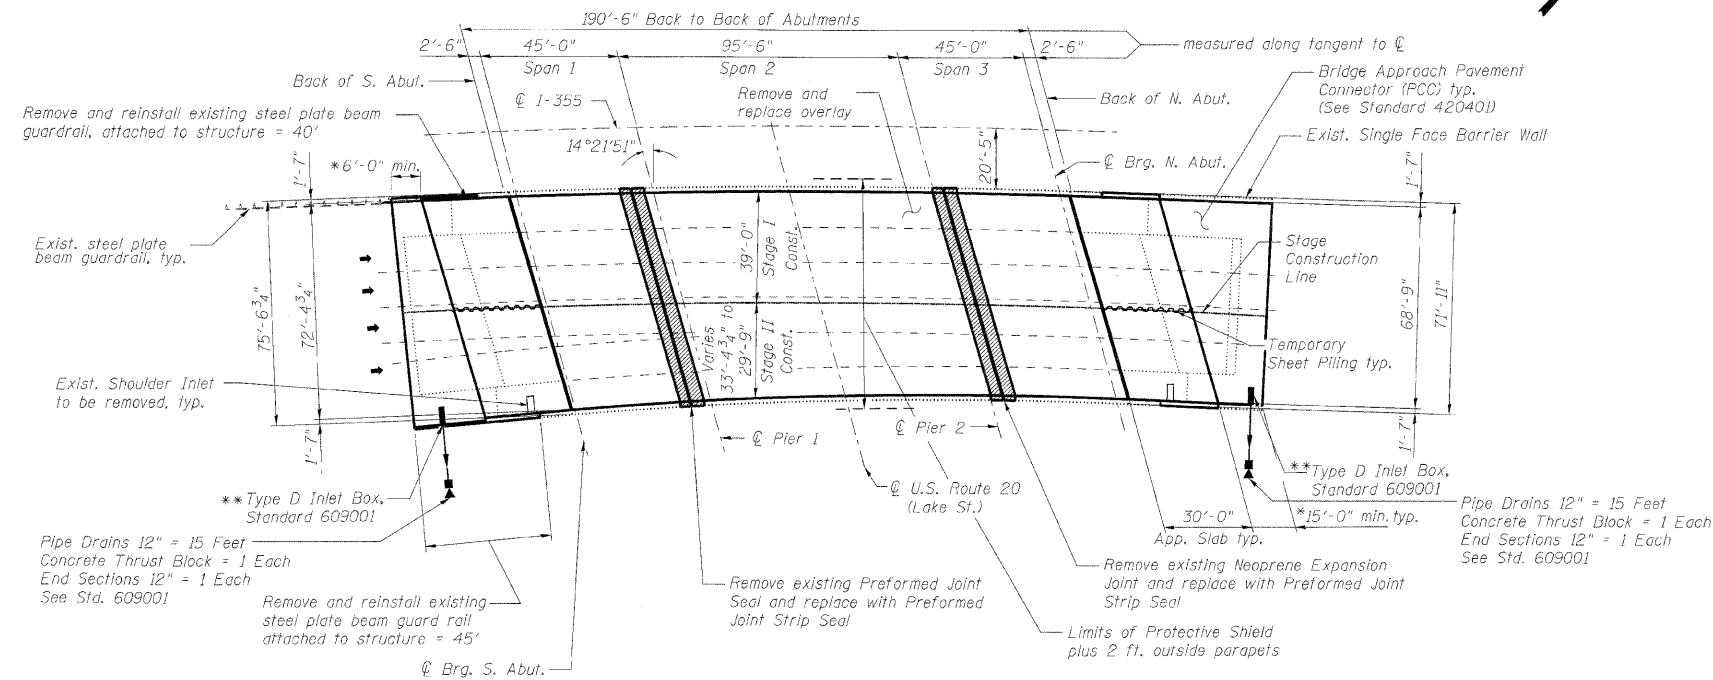 190'-6" Back to Back of Abutments
2'-6"
45'-0"
95'-6"
45'-0"
2'-6"
measured along tangent to ℄
Span 1
Span 2
Span 3
Back of S. Abut.
℄ I-355
Remove and
replace overlay
Back of N. Abut.
Bridge Approach Pavement
Connector (PCC) typ.
(See Standard 420401)
Remove and reinstall existing steel plate beam
guardrail, attached to structure = 40'
Exist. Single Face Barrier Wall
14°21'51"
20'-5"
℄ Brg. N. Abut.
1'-7"
*6'-0" min.
1'-7"
Exist. steel plate
beam guardrail, typ.
39'-0"
Stage I
Const.
Stage
Construction
Line
75'-6 3/4"
72'-4 3/4"
68'-9"
71'-11"
Varies
33'-4 3/4" to
29'-9"
Stage II
Const.
Temporary
Sheet Piling typ.
Exist. Shoulder Inlet
to be removed, typ.
1'-7"
℄ Pier 1
℄ Pier 2
1'-7"
**Type D Inlet Box,
Standard 609001
℄ U.S. Route 20
(Lake St.)
**Type D Inlet Box,
Standard 609001
30'-0"
*15'-0" min. typ.
App. Slab typ.
Pipe Drains 12" = 15 Feet
Concrete Thrust Block = 1 Each
End Sections 12" = 1 Each
See Std. 609001
Pipe Drains 12" = 15 Feet
Concrete Thrust Block = 1 Each
End Sections 12" = 1 Each
See Std. 609001
Remove and reinstall existing
steel plate beam guard rail
attached to structure = 45'
Remove existing Preformed Joint
Seal and replace with Preformed
Joint Strip Seal
Remove existing Neoprene Expansion
Joint and replace with Preformed Joint
Strip Seal
Limits of Protective Shield
plus 2 ft. outside parapets
℄ Brg. S. Abut.